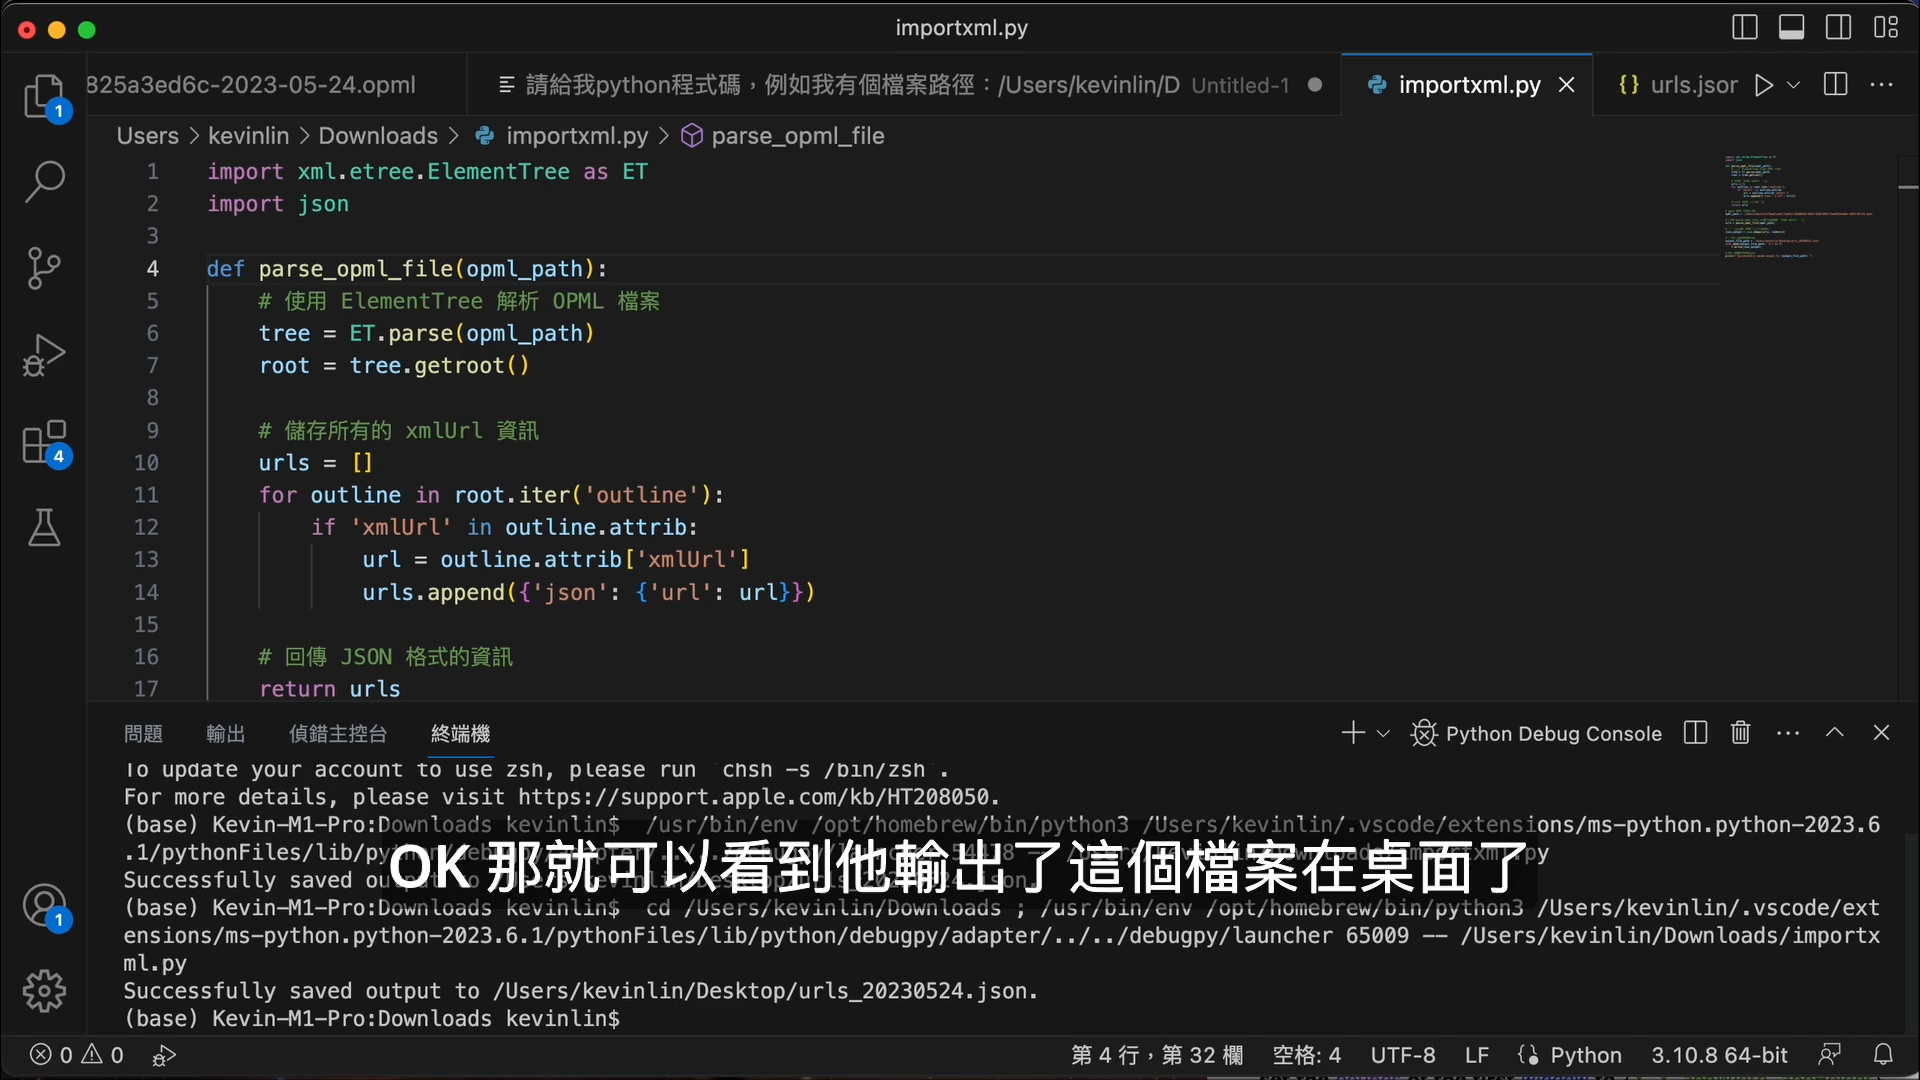 importxml.py
825a3ed6c-2023-05-24.opml
請給我python程式碼，例如我有個檔案路徑：/Users/kevinlin/D Untitled-1
importxml.py
urls.jsor
Users > kevinlin > Downloads > importxml.py > parse_opml_file
1 import xml.etree.ElementTree as ET
2 import json
3
4 def parse_opml_file(opml_path):
5 # 使用 ElementTree 解析 OPML 檔案
6 tree = ET.parse(opml_path)
7 root = tree.getroot()
8
9 # 儲存所有的 xmlUrl 資訊
10 urls = []
11 for outline in root.iter('outline'):
12 if 'xmlUrl' in outline.attrib:
13 url = outline.attrib['xmlUrl']
14 urls.append({'json': {'url': url}})
15
16 # 回傳 JSON 格式的資訊
17 return urls
1
4
1
問題 輸出 偵錯主控台 終端機
Python Debug Console
To update your account to use zsh, please run `chsh -s /bin/zsh`.
For more details, please visit https://support.apple.com/kb/HT208050.
(base) Kevin-M1-Pro:Downloads kevinlin$ /usr/bin/env /opt/homebrew/bin/python3 /Users/kevinlin/.vscode/extensions/ms-python.python-2023.6
.1/pythonFiles/lib/py
Successfully saved ou
OK 那就可以看到他輸出了這個檔案在桌面了
(base) Kevin-M1-Pro:Downloads kevinlin$ cd /Users/kevinlin/Downloads ; /usr/bin/env /opt/homebrew/bin/python3 /Users/kevinlin/.vscode/ext
ensions/ms-python.python-2023.6.1/pythonFiles/lib/python/debugpy/adapter/../../debugpy/launcher 65009 -- /Users/kevinlin/Downloads/importx
ml.py
Successfully saved output to /Users/kevinlin/Desktop/urls_20230524.json.
(base) Kevin-M1-Pro:Downloads kevinlin$
0 0 第 4 行，第 32 欄 空格: 4 UTF-8 LF Python 3.10.8 64-bit